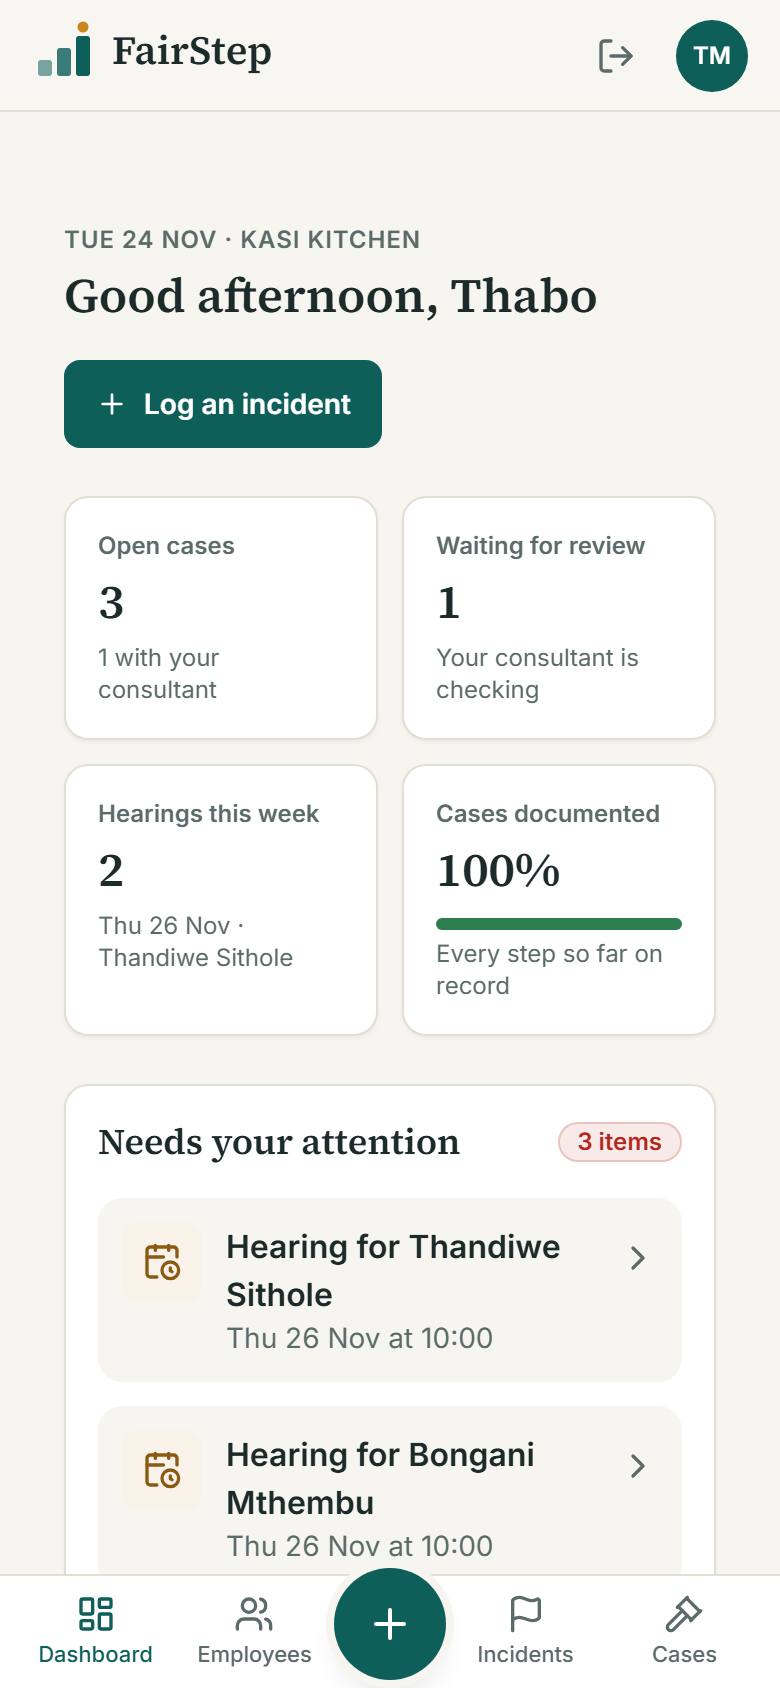 FairStep
TM
TUE 24 NOV · KASI KITCHEN
Good afternoon, Thabo
Log an incident
Open cases
3
1 with your
consultant
Waiting for review
1
Your consultant is
checking
Hearings this week
2
Thu 26 Nov ·
Thandiwe Sithole
Cases documented
100%
Every step so far on
record
Needs your attention
3 items
Hearing for Thandiwe
Sithole
Thu 26 Nov at 10:00
Hearing for Bongani
Mthembu
Thu 26 Nov at 10:00
Dashboard
Employees
Incidents
Cases